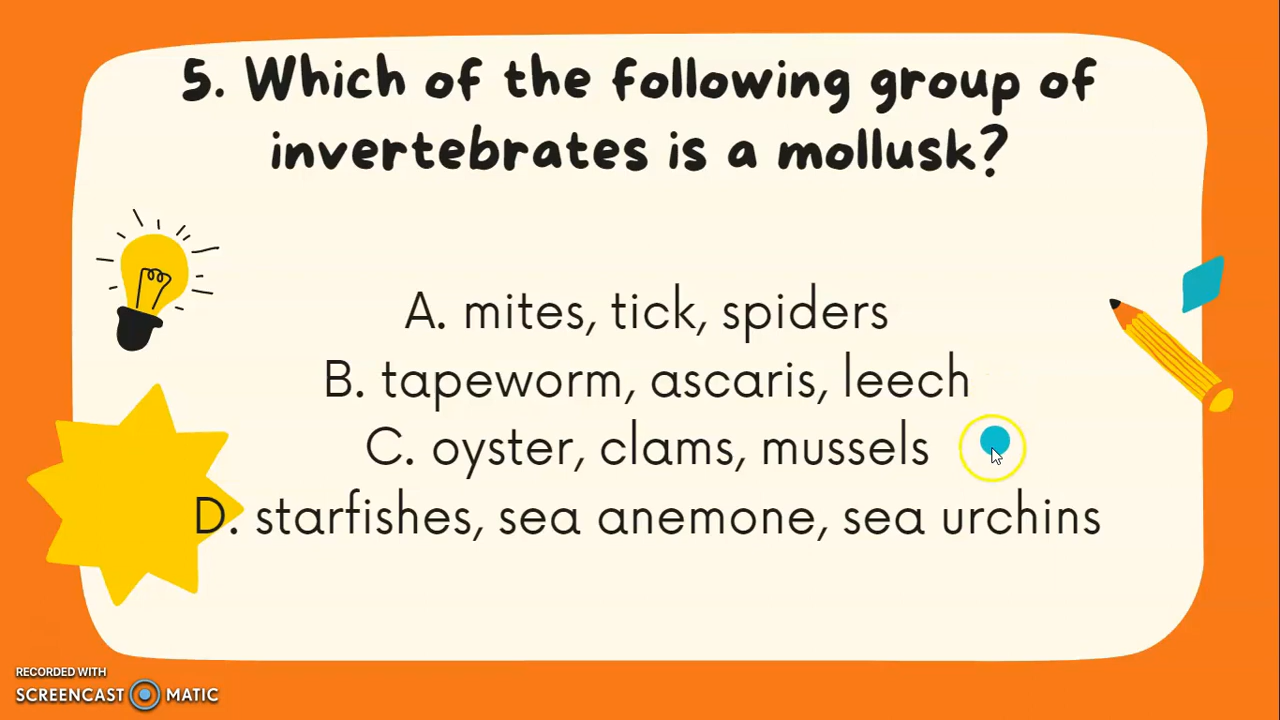 5. Which of the following group of
invertebrates is a mollusk?
A. mites, tick, spiders
B. tapeworm, ascaris, leech
C. oyster, clams, mussels
D. starfishes, sea anemone, sea urchins
RECORDED WITH
SCREENCAST MATIC